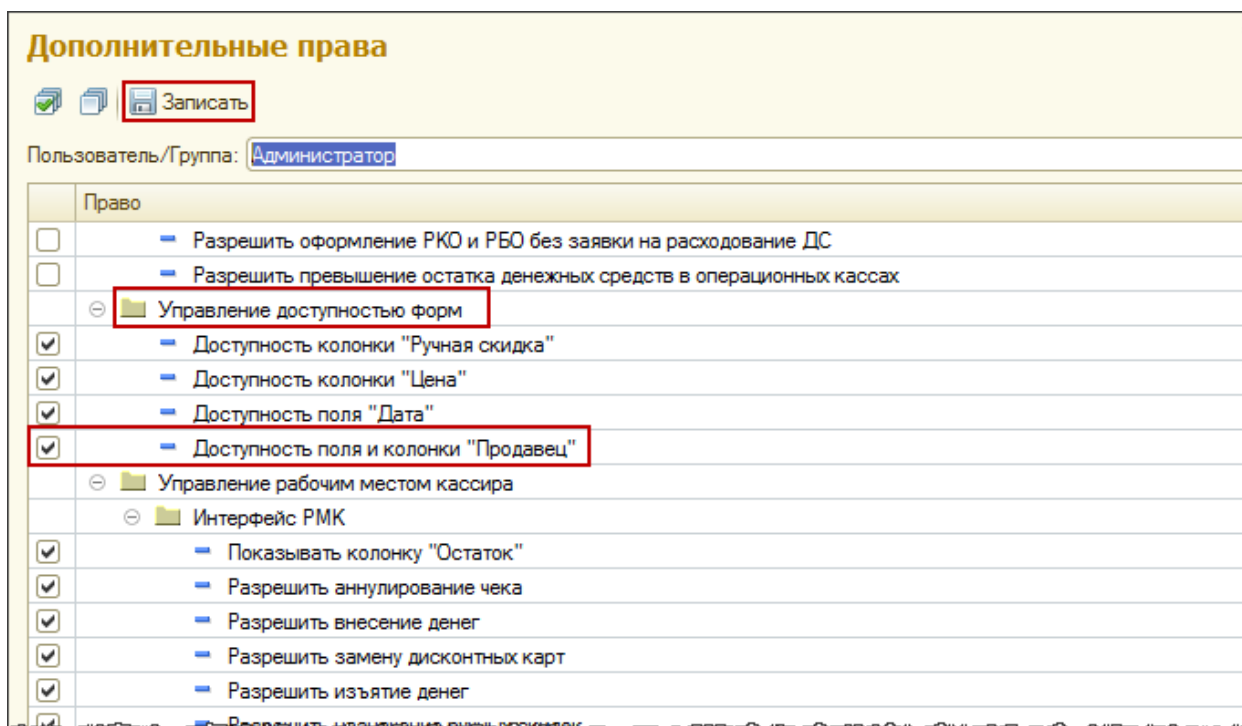 Дополнительные права
Записать
Пользователь/Группа: Администратор
Право
Разрешить оформление РКО и РБО без заявки на расходование ДС
Разрешить превышение остатка денежных средств в операционных кассах
Управление доступностью форм
Доступность колонки "Ручная скидка"
Доступность колонки "Цена"
Доступность поля "Дата"
Доступность поля и колонки "Продавец"
Управление рабочим местом кассира
Интерфейс РМК
Показывать колонку "Остаток"
Разрешить аннулирование чека
Разрешить внесение денег
Разрешить замену дисконтных карт
Разрешить изъятие денег